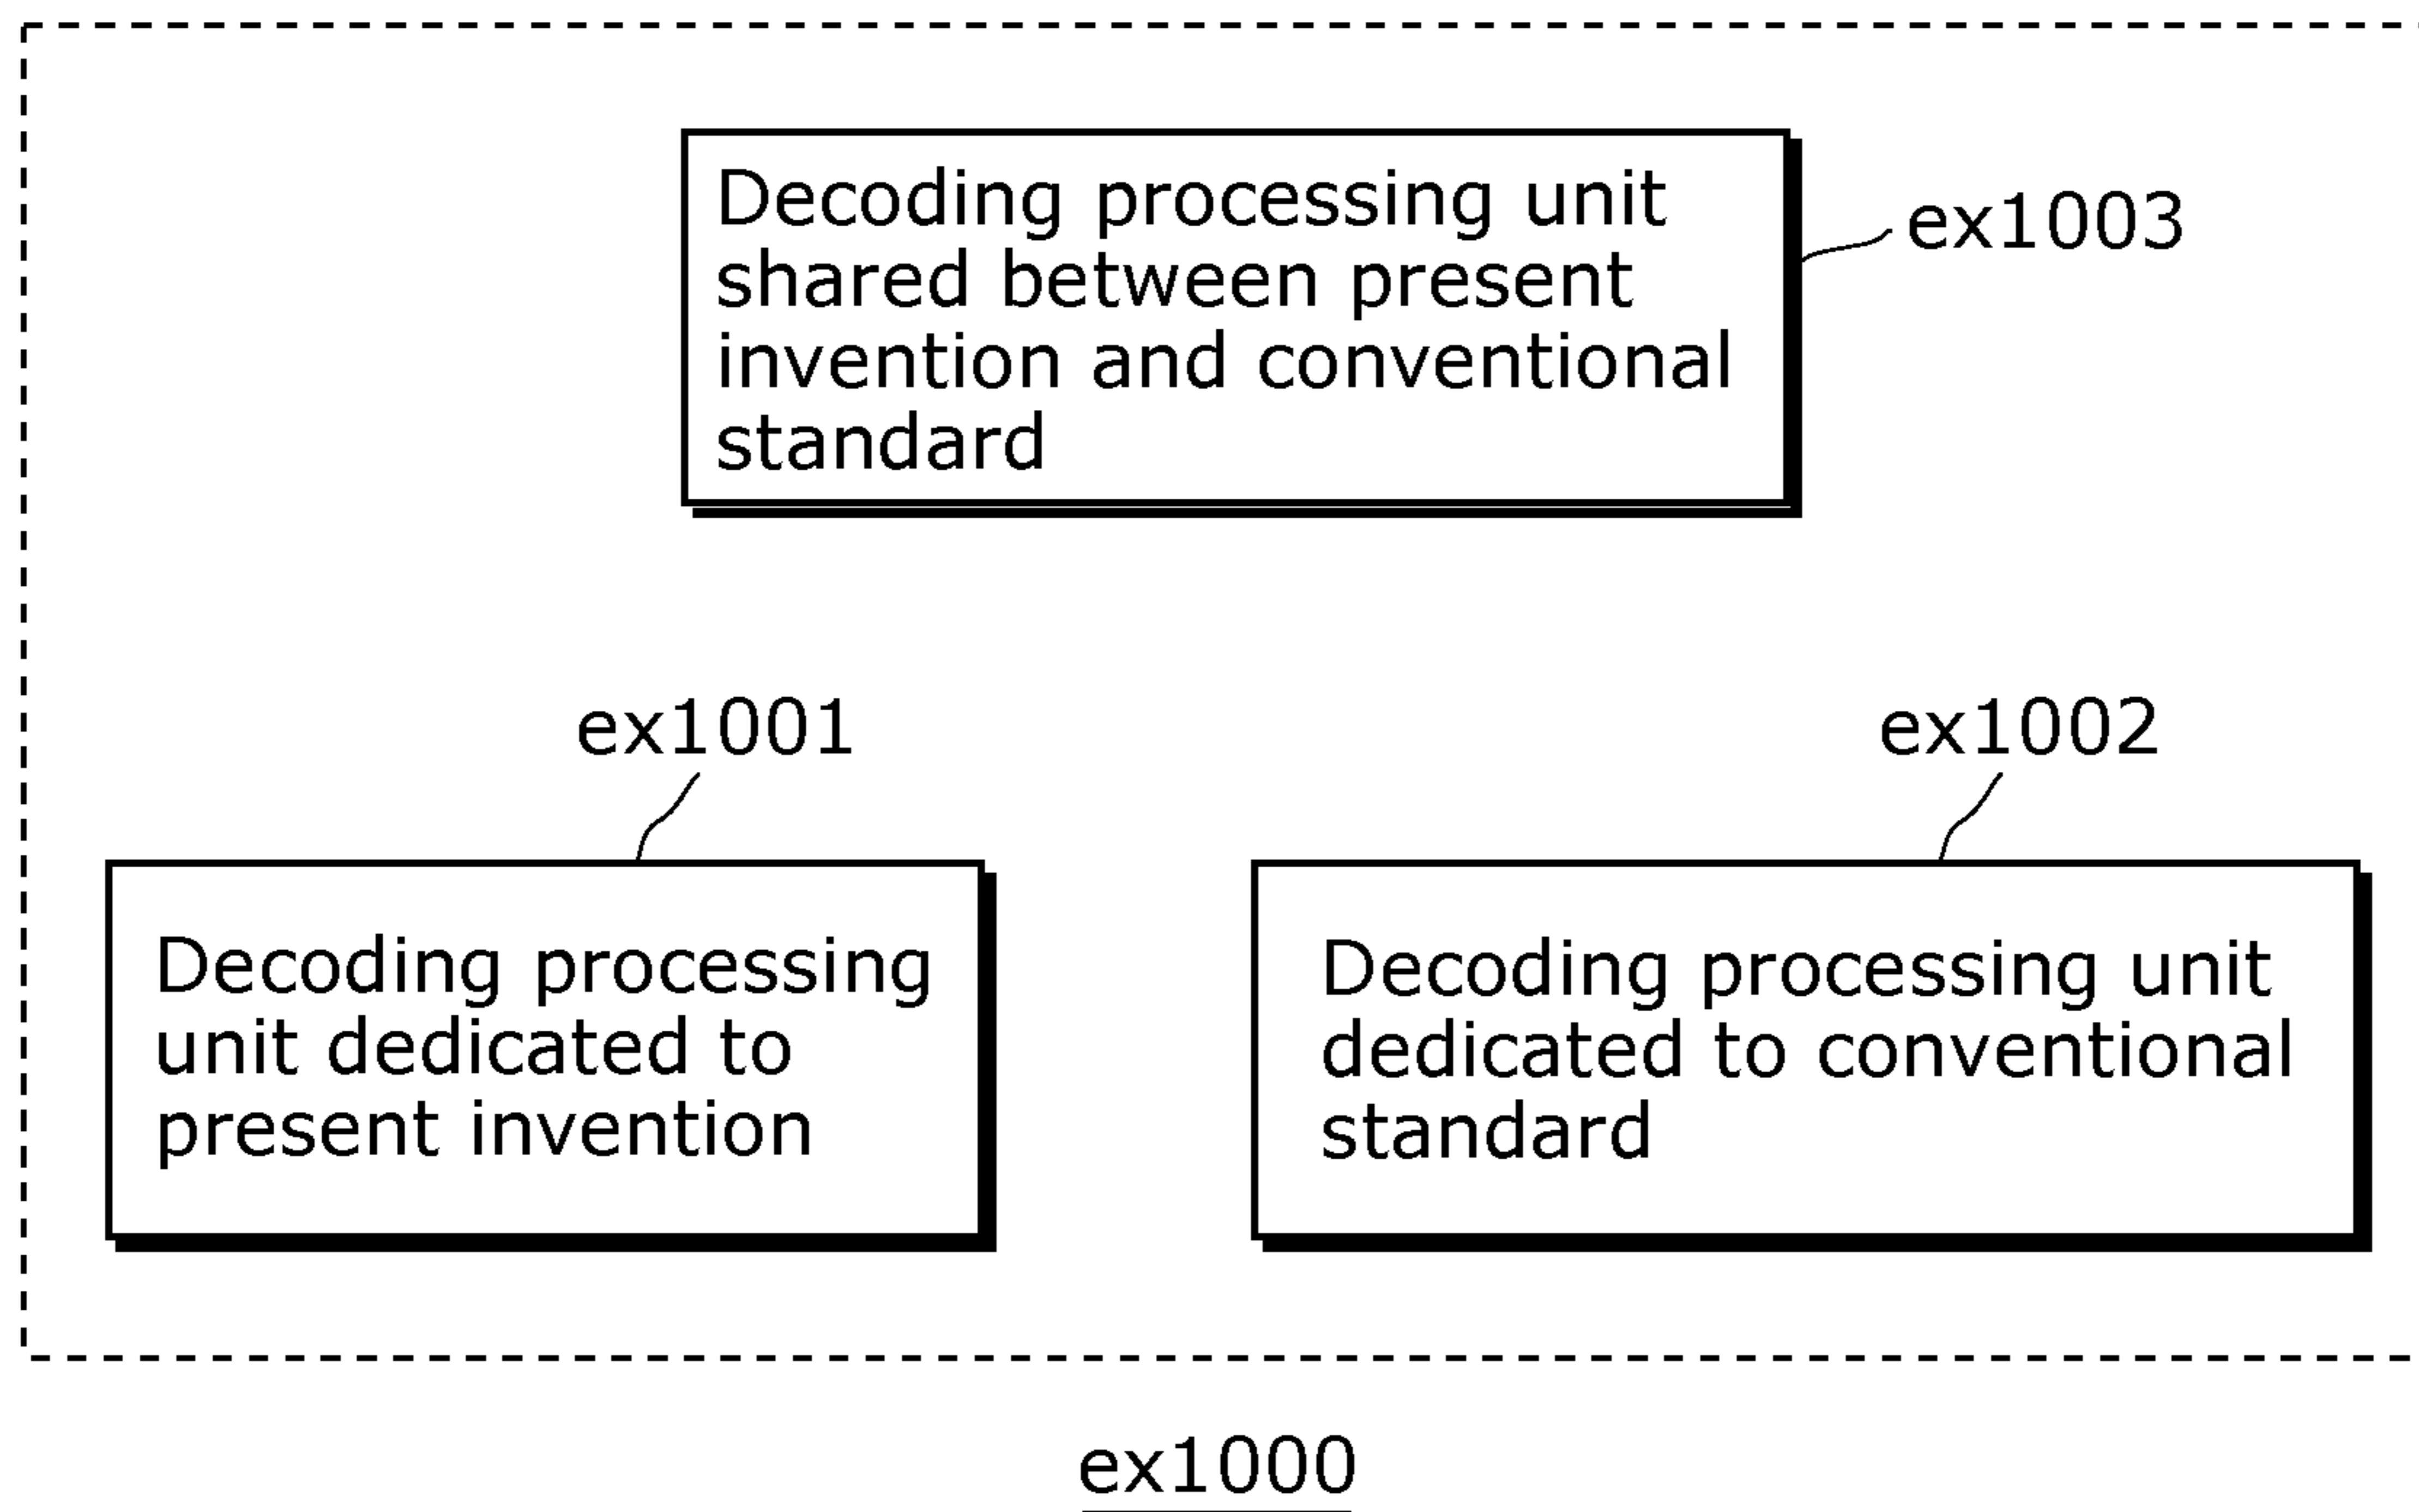 Decoding processing unit
shared between present
invention and conventional
standard
ex1003
ex1001
ex1002
Decoding processing
unit dedicated to
present invention
Decoding processing unit
dedicated to conventional
standard
ex1000